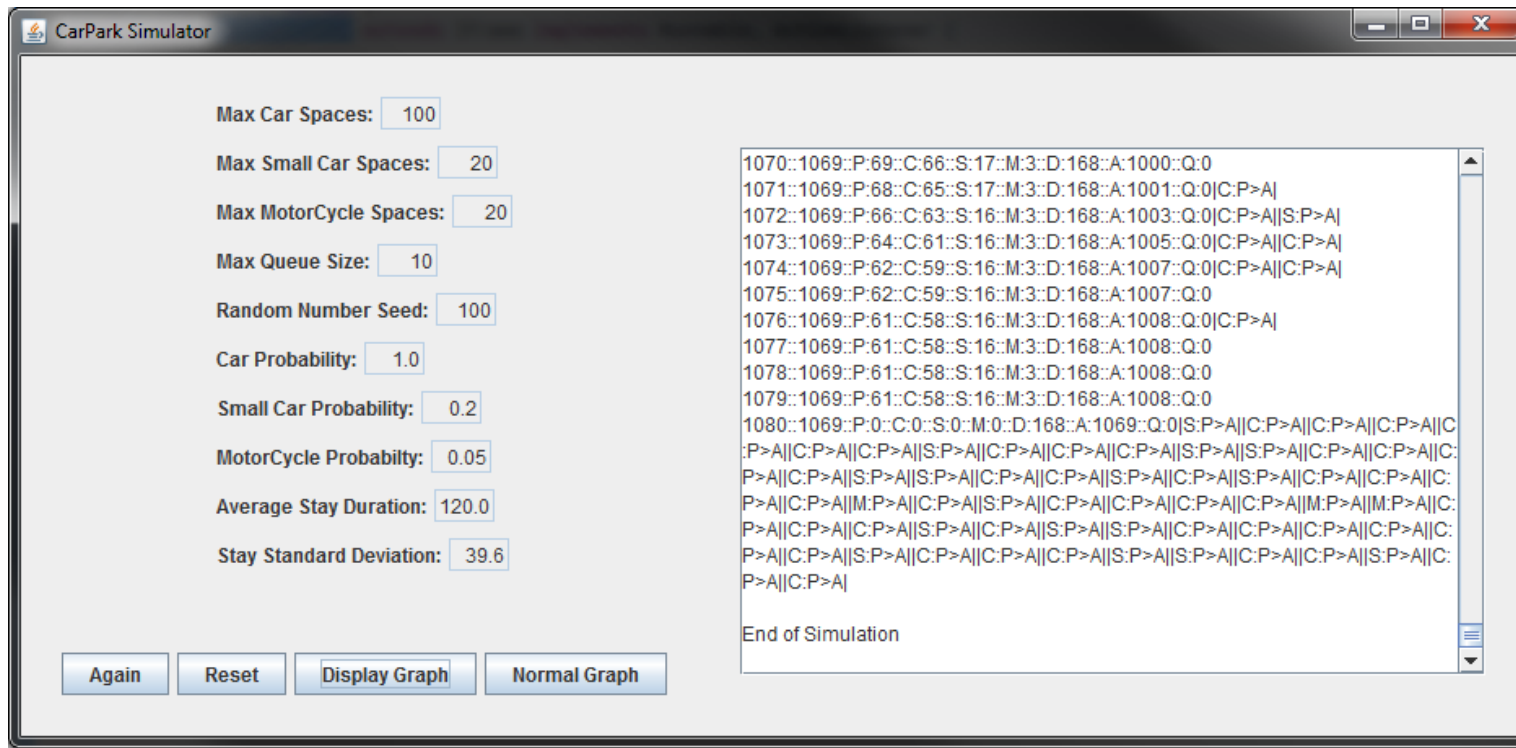 CarPark Simulator
Max Car Spaces: 100
Max Small Car Spaces: 20
Max MotorCycle Spaces: 20
Max Queue Size: 10
Random Number Seed: 100
Car Probability: 1.0
Small Car Probability: 0.2
MotorCycle Probabilty: 0.05
Average Stay Duration: 120.0
Stay Standard Deviation: 39.6
Again Reset Display Graph Normal Graph
1070::1069::P:69::C:66::S:17::M:3::D:168::A:1000::Q:0
1071::1069::P:68::C:65::S:17::M:3::D:168::A:1001::Q:0|C:P>A|
1072::1069::P:66::C:63::S:16::M:3::D:168::A:1003::Q:0|C:P>A||S:P>A|
1073::1069::P:64::C:61::S:16::M:3::D:168::A:1005::Q:0|C:P>A||C:P>A|
1074::1069::P:62::C:59::S:16::M:3::D:168::A:1007::Q:0|C:P>A||C:P>A|
1075::1069::P:62::C:59::S:16::M:3::D:168::A:1007::Q:0
1076::1069::P:61::C:58::S:16::M:3::D:168::A:1008::Q:0|C:P>A|
1077::1069::P:61::C:58::S:16::M:3::D:168::A:1008::Q:0
1078::1069::P:61::C:58::S:16::M:3::D:168::A:1008::Q:0
1079::1069::P:61::C:58::S:16::M:3::D:168::A:1008::Q:0
1080::1069::P:0::C:0::S:0::M:0::D:168::A:1069::Q:0|S:P>A||C:P>A||C:P>A||C:P>A||C
:P>A||C:P>A||C:P>A||S:P>A||C:P>A||C:P>A||C:P>A||S:P>A||S:P>A||C:P>A||C:P>A||C:
P>A||C:P>A||S:P>A||S:P>A||C:P>A||C:P>A||S:P>A||C:P>A||S:P>A||C:P>A||C:P>A||C:
P>A||C:P>A||M:P>A||C:P>A||S:P>A||C:P>A||C:P>A||C:P>A||C:P>A||M:P>A||M:P>A||C:
P>A||C:P>A||C:P>A||S:P>A||C:P>A||S:P>A||S:P>A||C:P>A||C:P>A||C:P>A||C:P>A||C:
P>A||C:P>A||S:P>A||C:P>A||C:P>A||C:P>A||S:P>A||S:P>A||C:P>A||C:P>A||S:P>A||C:
P>A||C:P>A|
End of Simulation